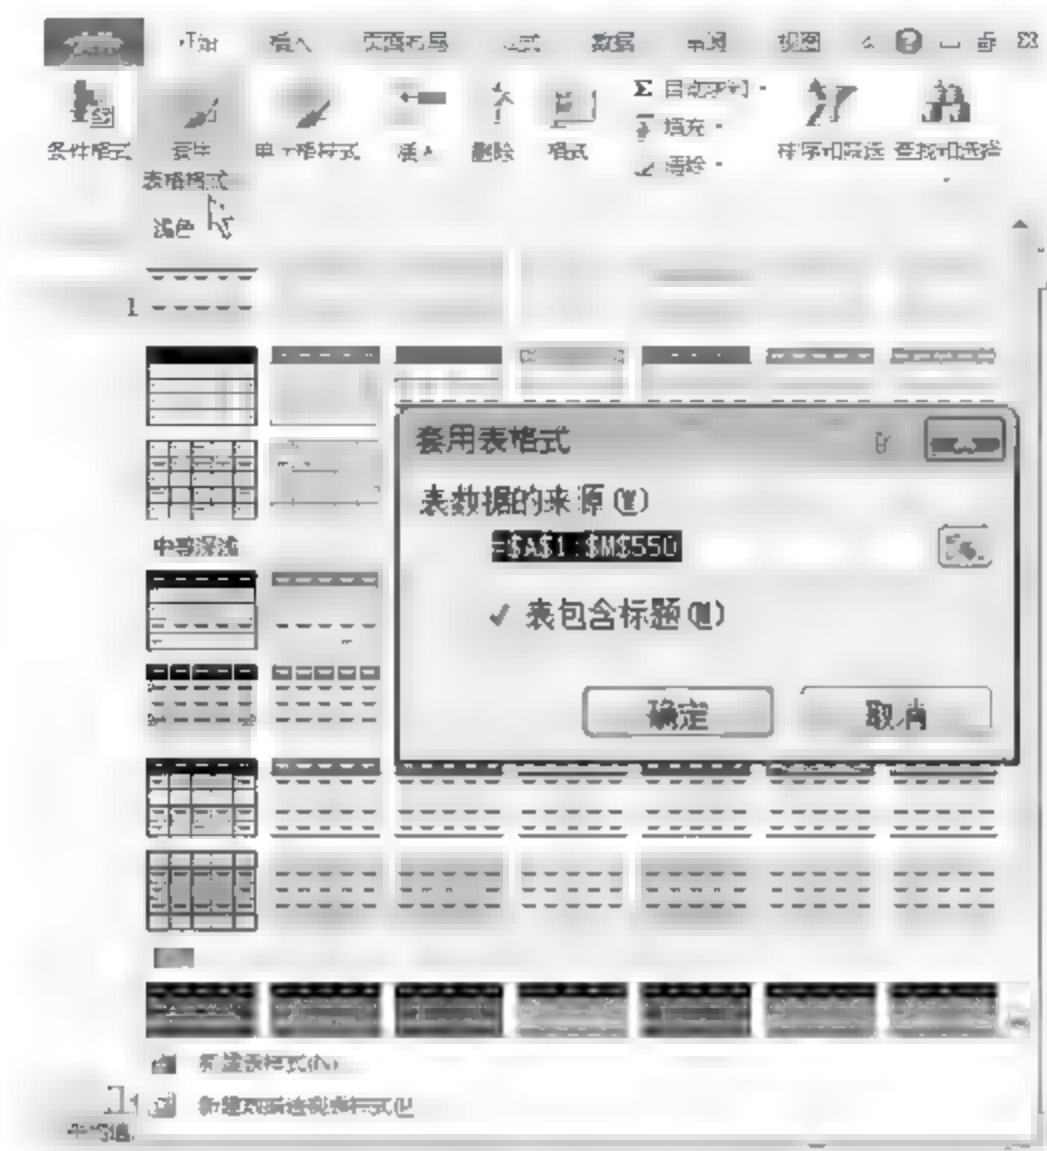 开始 插入 页面布局 公式 数据 审阅 视图
条件格式 套用 单元格样式 插入 删除 格式 Σ 自动求和 填充 清除 排序和筛选 查找和选择
表格格式
浅色
1
套用表格式
表数据的来源(W)
=$A$1:$M$550
中等深浅
表包含标题(M)
确定 取消
新建表样式(N)
新建数据透视表样式(P)
平均值